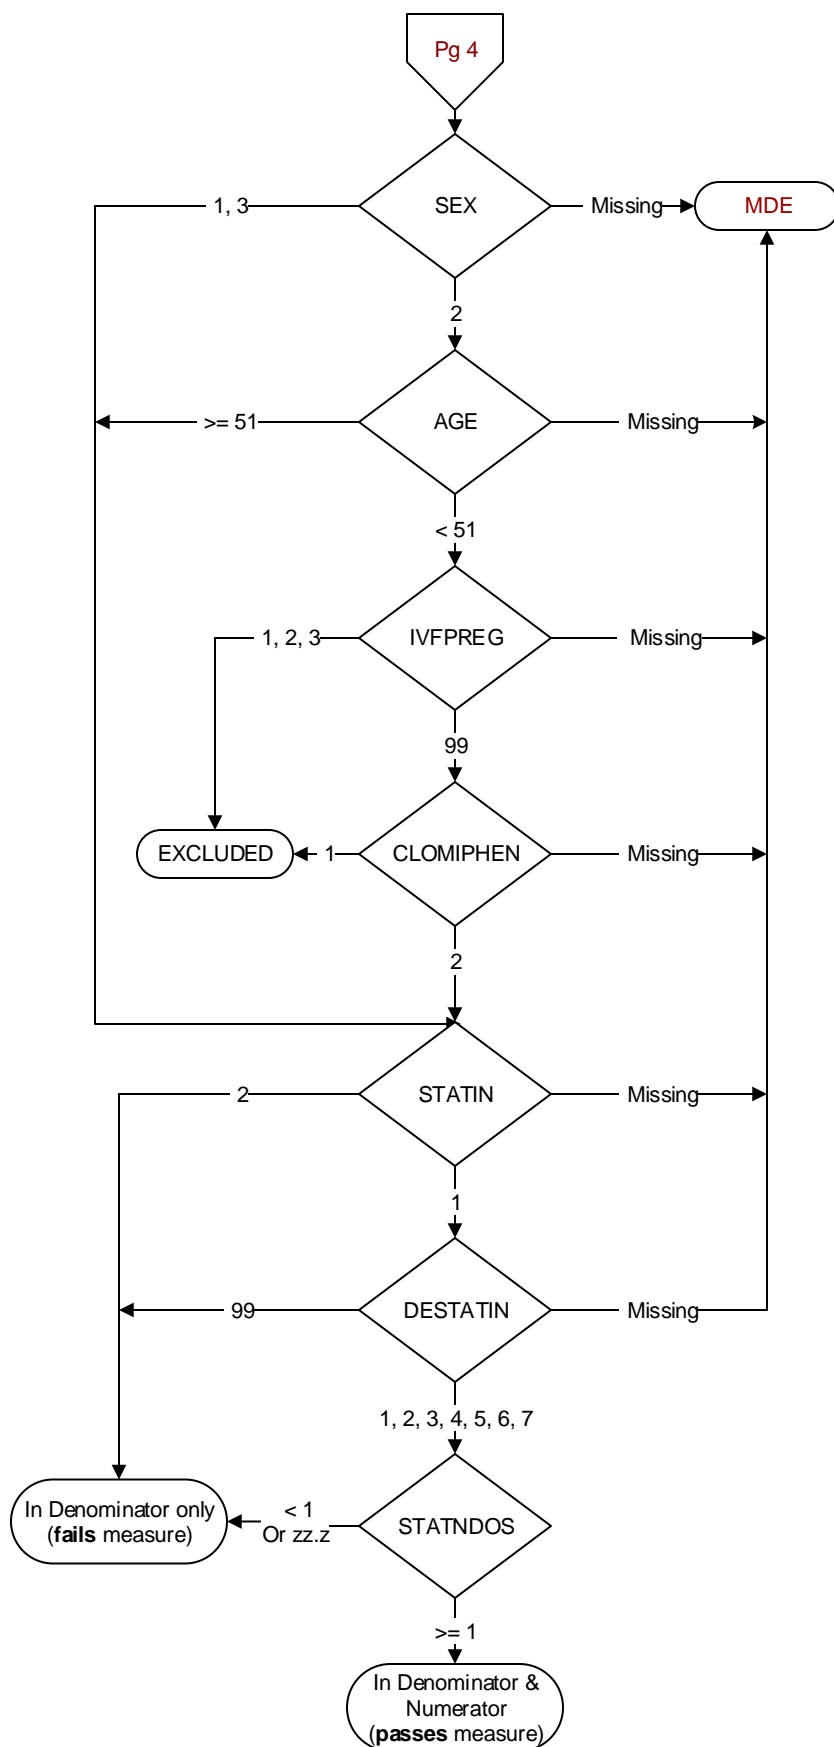 Pg 4
1, 3
SEX
Missing
MDE
2
>= 51
AGE
Missing
< 51
1, 2, 3
IVFPREG
Missing
99
EXCLUDED
1
CLOMIPHEN
Missing
2
2
STATIN
Missing
1
99
DESTATIN
Missing
1, 2, 3, 4, 5, 6, 7
In Denominator only
(fails measure)
< 1
Or zz.z
STATNDOS
>= 1
In Denominator &
Numerator
(passes measure)